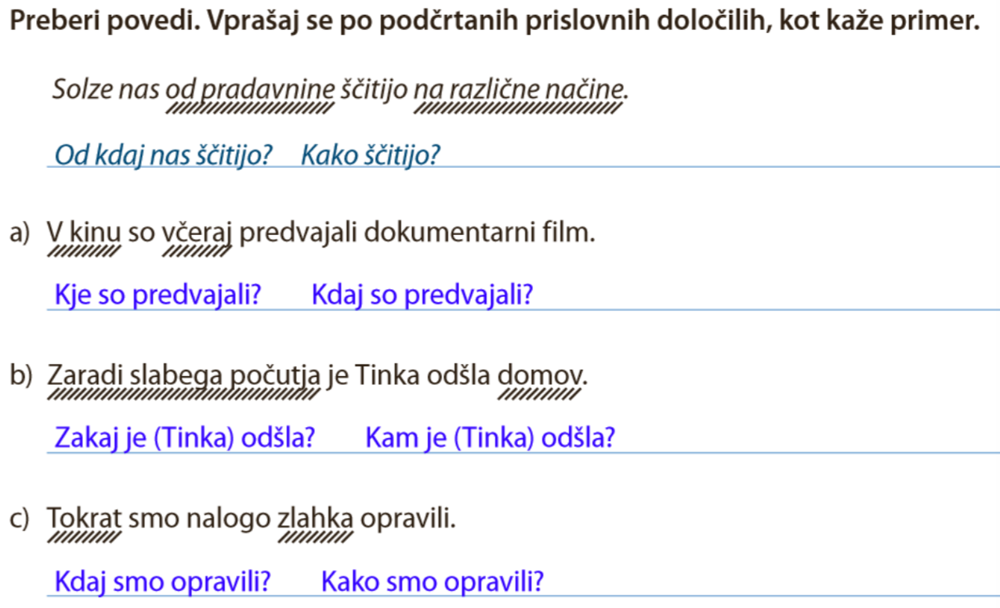 Preberi povedi. Vprašaj se po podčrtanih prislovnih določilih, kot kaže primer.
Solze nas od pradavnine ščitijo na različne načine.
Od kdaj nas ščitijo? Kako ščitijo?
a) V kinu so včeraj predvajali dokumentarni film.
Kje so predvajali? Kdaj so predvajali?
b) Zaradi slabega počutja je Tinka odšla domov.
Zakaj je (Tinka) odšla? Kam je (Tinka) odšla?
c) Tokrat smo nalogo zlahka opravili.
Kdaj smo opravili? Kako smo opravili?